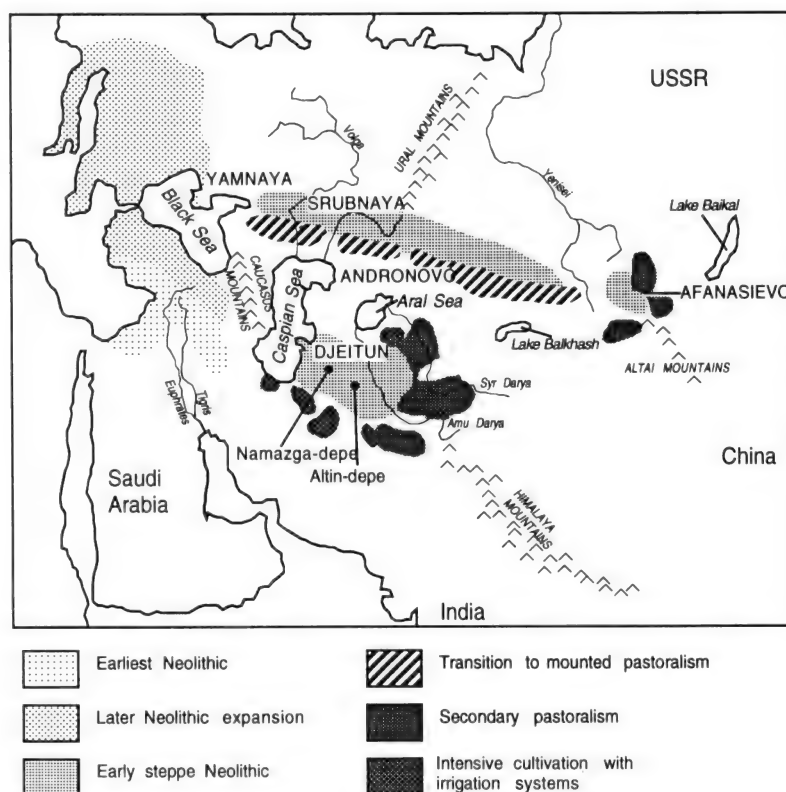 USSR
URAL MOUNTAINS
Volga
Yenisei
YAMNAYA
SRUBNAYA
Lake Baikal
Black Sea
CAUCASUS
MOUNTAINS
Caspian Sea
ANDRONOVO
AFANASIEVO
Aral Sea
Lake Balkhash
ALTAI MOUNTAINS
DJEITUN
Syr Darya
Amu Darya
Euphrates
Tigris
Namazga-depe
Altin-depe
China
Saudi
Arabia
HIMALAYA
MOUNTAINS
India
Earliest Neolithic
Later Neolithic expansion
Early steppe Neolithic
Transition to mounted pastoralism
Secondary pastoralism
Intensive cultivation with
irrigation systems